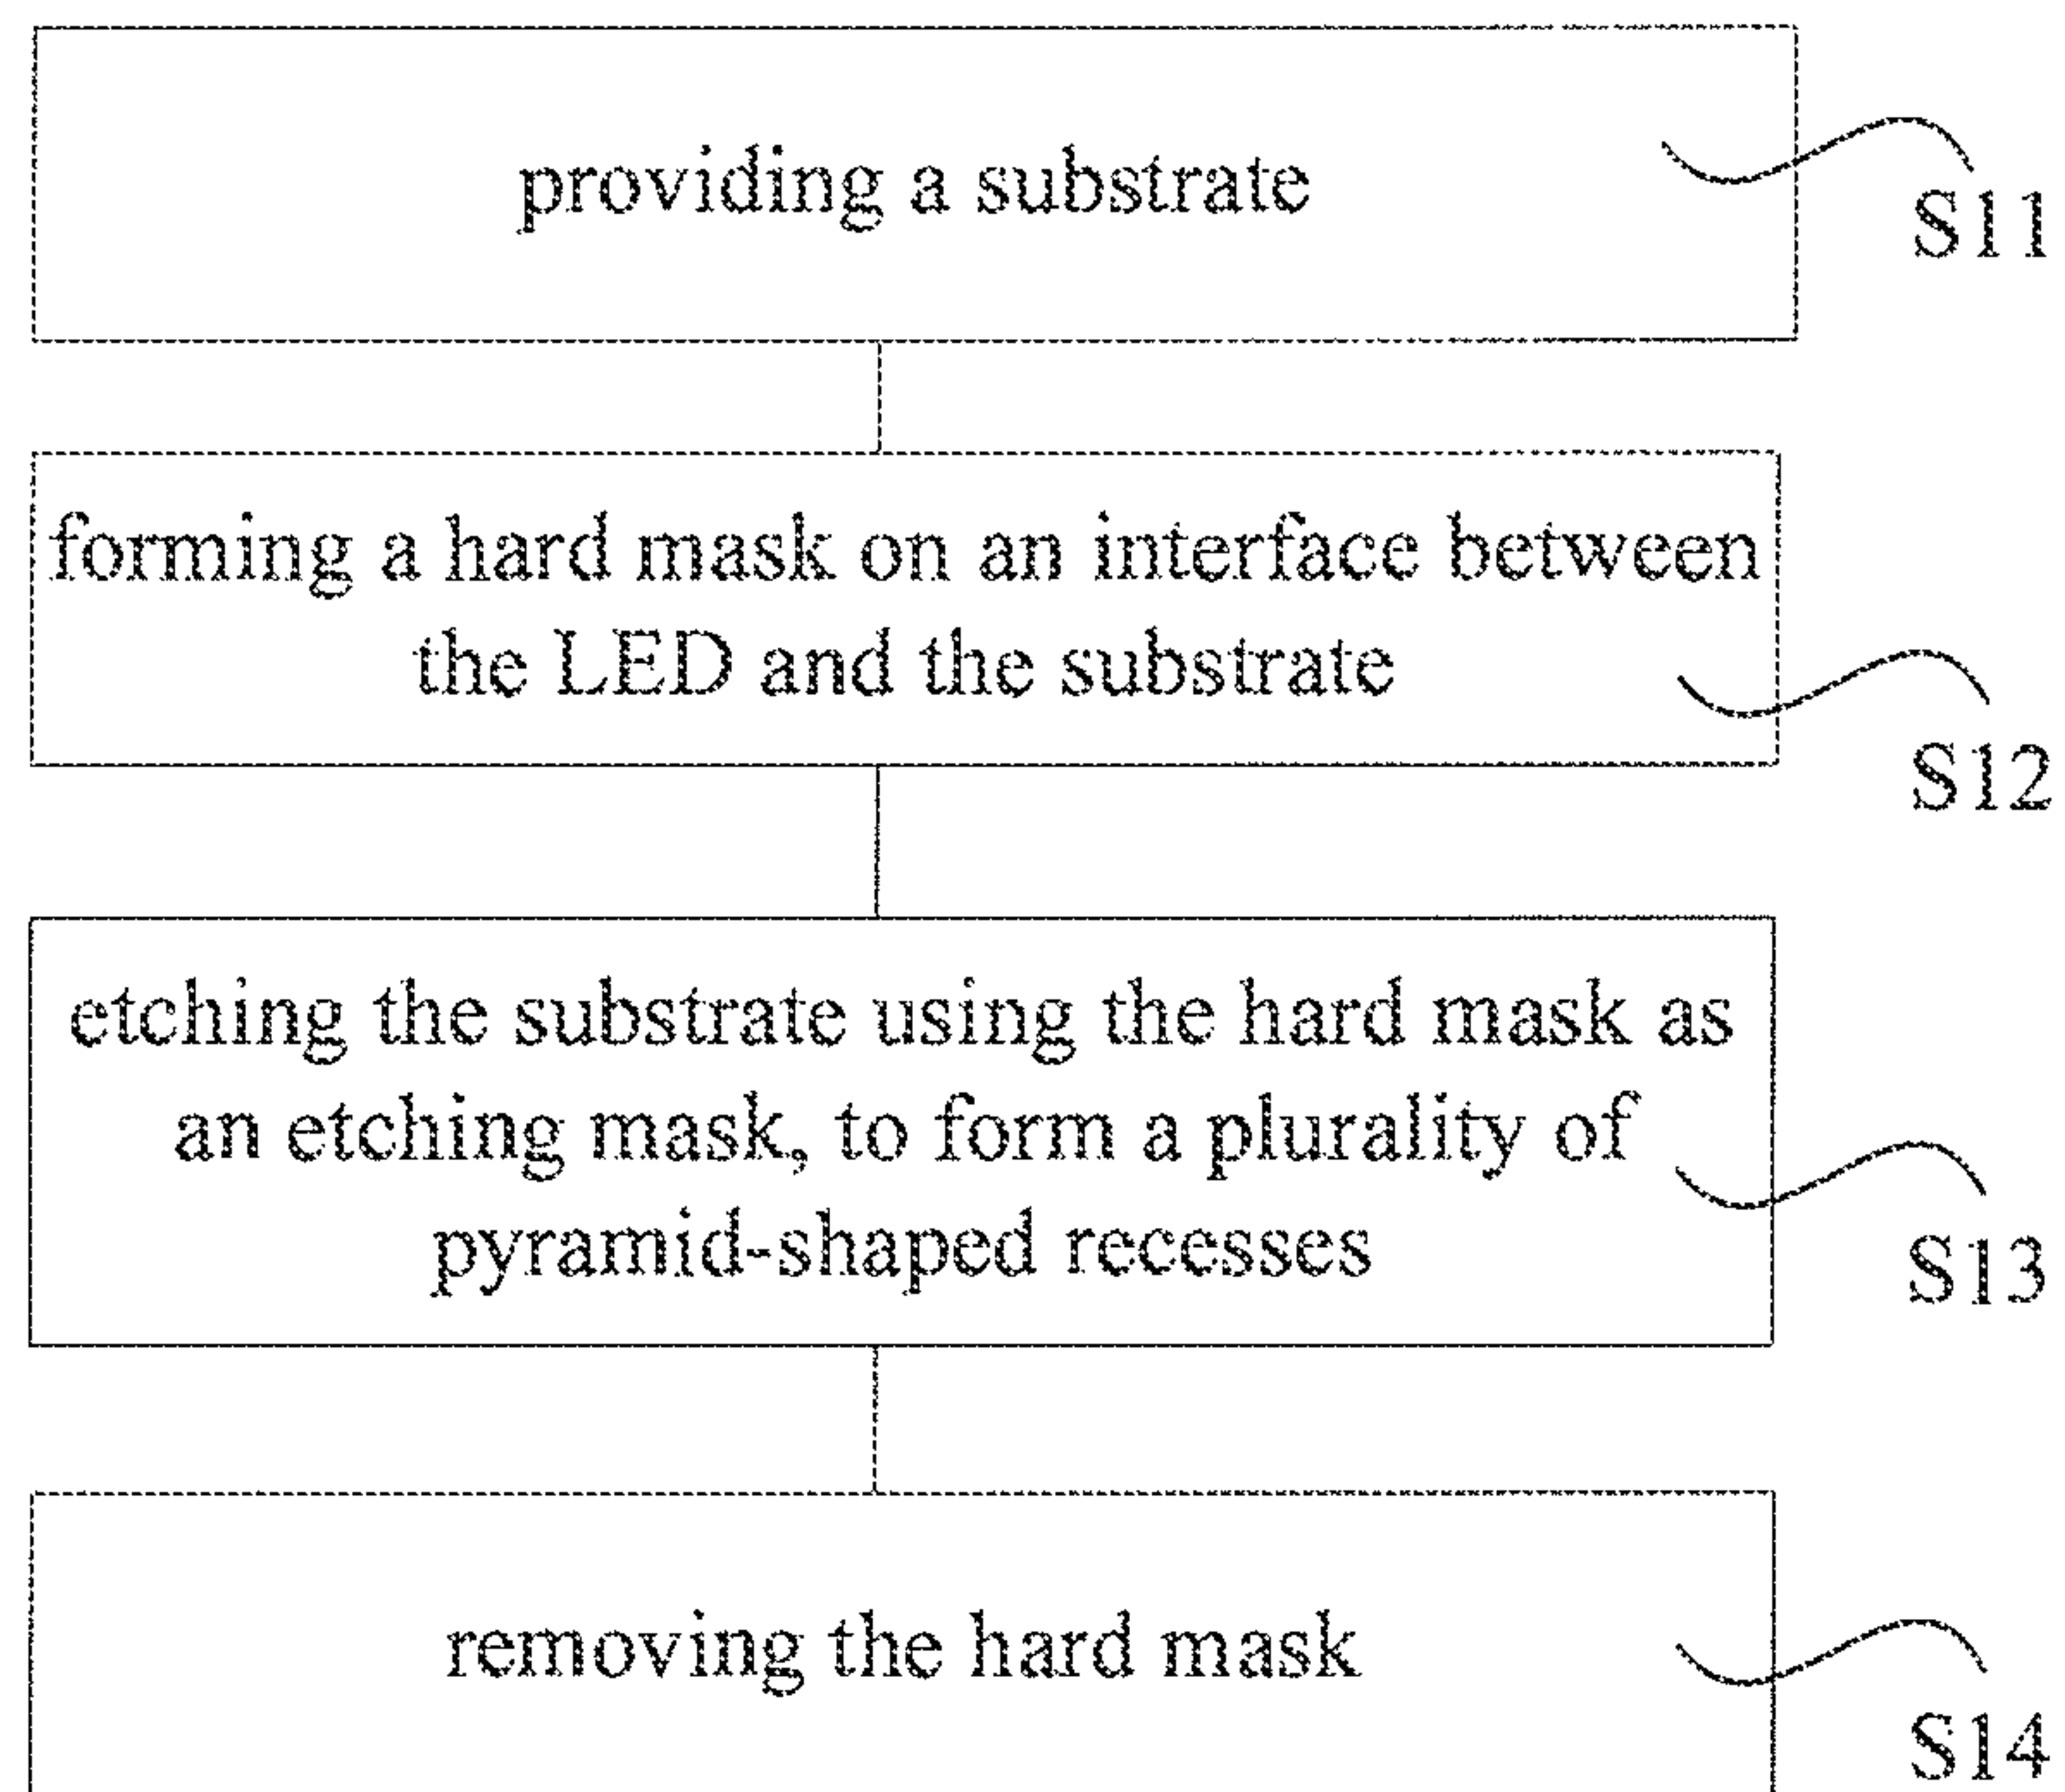 providing a substrate
S11
forming a hard mask on an interface between
the LED and the substrate
S12
etching the substrate using the hard mask as
an etching mask, to form a plurality of
pyramid-shaped recesses
S13
removing the hard mask
S14